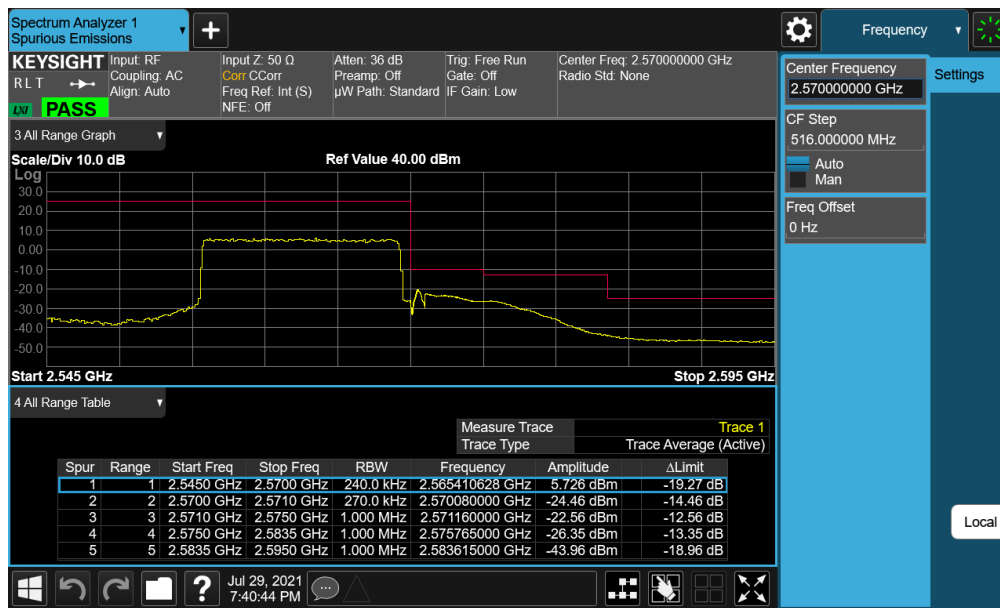 Spectrum Analyzer 1
Spurious Emissions
▼
+
Frequency
▼
KEYSIGHT
R L T
LXI
PASS
Input: RF
Coupling: AC
Align: Auto
Input Z: 50 Ω
Corr CCorr
Freq Ref: Int (S)
NFE: Off
Atten: 36 dB
Preamp: Off
µW Path: Standard
Trig: Free Run
Gate: Off
IF Gain: Low
Center Freq: 2.570000000 GHz
Radio Std: None
Center Frequency
2.570000000 GHz
Settings
CF Step
516.000000 MHz
Auto
Man
Freq Offset
0 Hz
Local
3 All Range Graph ▼
Scale/Div 10.0 dB Ref Value 40.00 dBm
Log
30.0
20.0
10.0
0.00
-10.0
-20.0
-30.0
-40.0
-50.0
Start 2.545 GHz Stop 2.595 GHz
4 All Range Table ▼
Measure Trace Trace 1
Trace Type Trace Average (Active)
Spur Range Start Freq Stop Freq RBW Frequency Amplitude ΔLimit
1 1 2.5450 GHz 2.5700 GHz 240.0 kHz 2.565410628 GHz 5.726 dBm -19.27 dB
2 2 2.5700 GHz 2.5710 GHz 270.0 kHz 2.570080000 GHz -24.46 dBm -14.46 dB
3 3 2.5710 GHz 2.5750 GHz 1.000 MHz 2.571160000 GHz -22.56 dBm -12.56 dB
4 4 2.5750 GHz 2.5835 GHz 1.000 MHz 2.575765000 GHz -26.35 dBm -13.35 dB
5 5 2.5835 GHz 2.5950 GHz 1.000 MHz 2.583615000 GHz -43.96 dBm -18.96 dB
?
Jul 29, 2021
7:40:44 PM